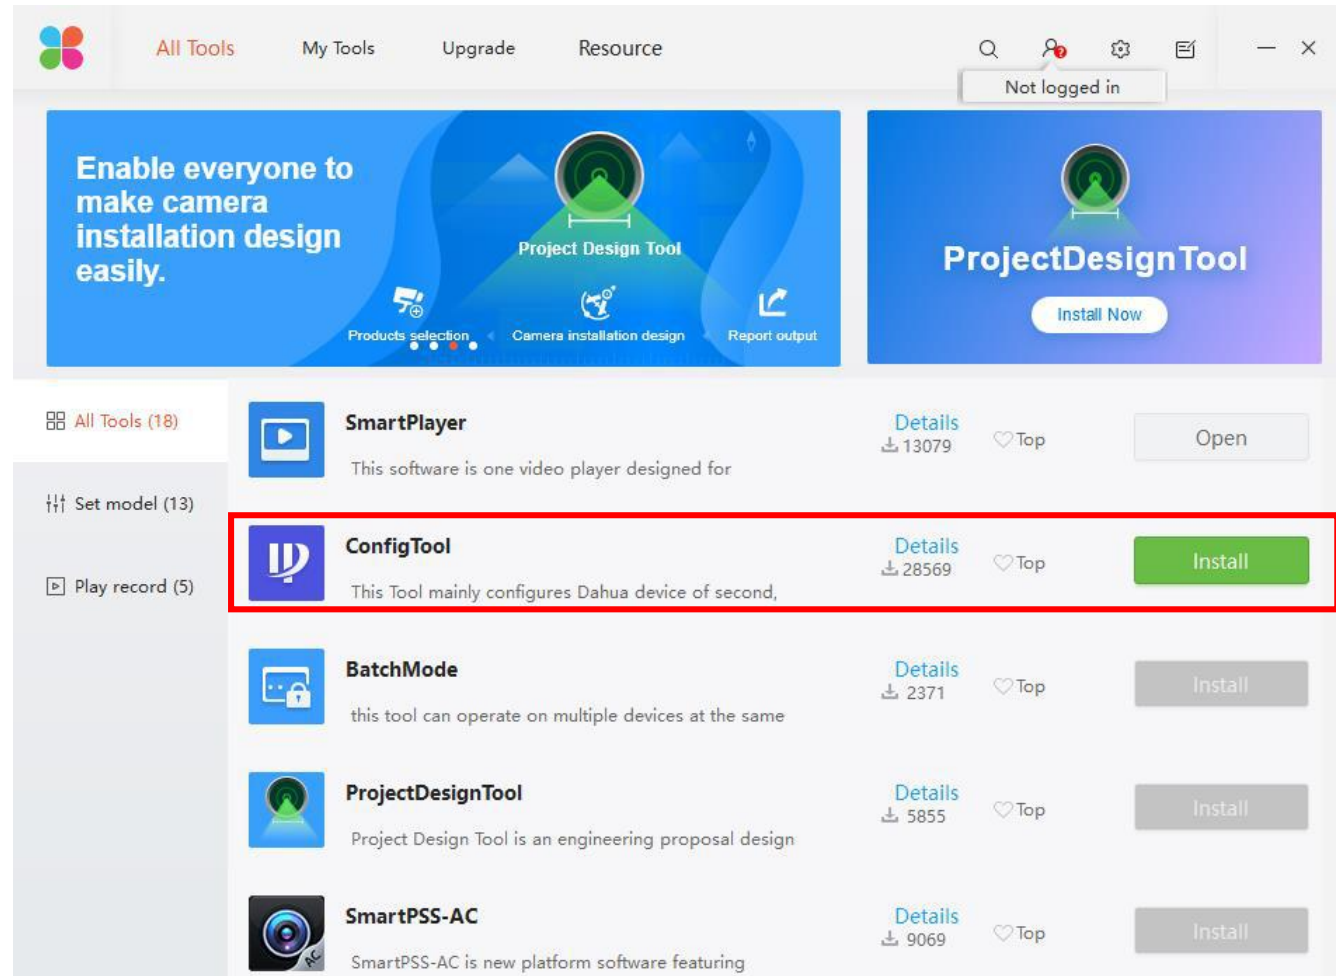 All Tools
My Tools
Upgrade
Resource
Not logged in
Enable everyone to
make camera
installation design
easily.
Project Design Tool
Products selection
Camera installation design
Report output
ProjectDesignTool
Install Now
All Tools (18)
Set model (13)
Play record (5)
SmartPlayer
This software is one video player designed for
Details
13079
Top
Open
ConfigTool
This Tool mainly configures Dahua device of second,
Details
28569
Top
Install
BatchMode
this tool can operate on multiple devices at the same
Details
2371
Top
Install
ProjectDesignTool
Project Design Tool is an engineering proposal design
Details
5855
Top
Install
SmartPSS-AC
SmartPSS-AC is new platform software featuring
Details
9069
Top
Install
AC